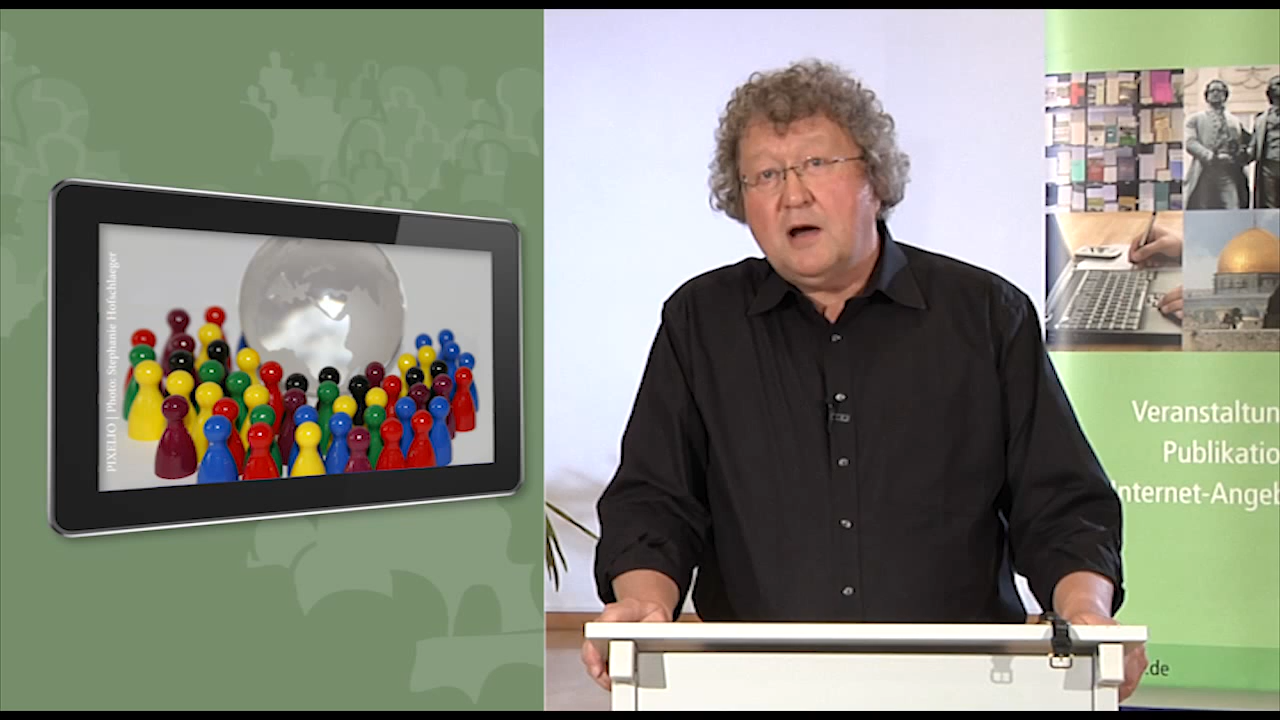 PIXELIO | Photo: Stephanie Hofschlaeger
Veranstaltun
Publikatio
Internet-Angeb
.de